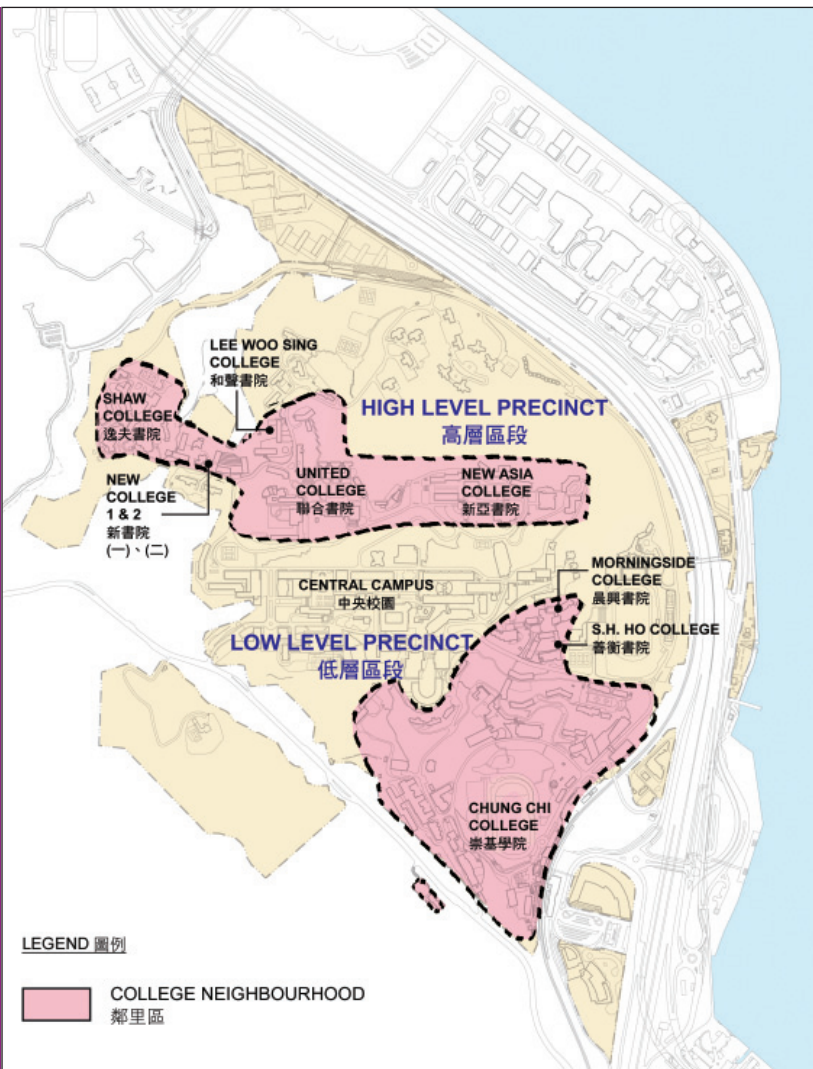 LEE WOO SING
COLLEGE
和聲書院
SHAW
COLLEGE
逸夫書院
HIGH LEVEL PRECINCT
高層區段
UNITED
COLLEGE
聯合書院
NEW ASIA
COLLEGE
新亞書院
NEW
COLLEGE
1 & 2
新書院
(一)、(二)
MORNINGSIDE
COLLEGE
晨興書院
CENTRAL CAMPUS
中央校園
S.H. HO COLLEGE
善衡書院
LOW LEVEL PRECINCT
低層區段
CHUNG CHI
COLLEGE
崇基學院
LEGEND 圖例
COLLEGE NEIGHBOURHOOD
鄰里區